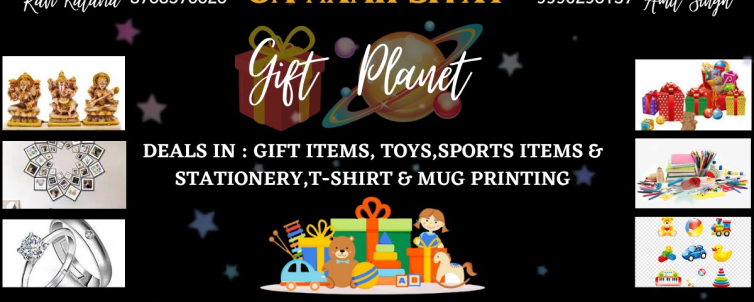 Gift Planet
DEALS IN : GIFT ITEMS, TOYS,SPORTS ITEMS &
STATIONERY,T-SHIRT & MUG PRINTING
A B